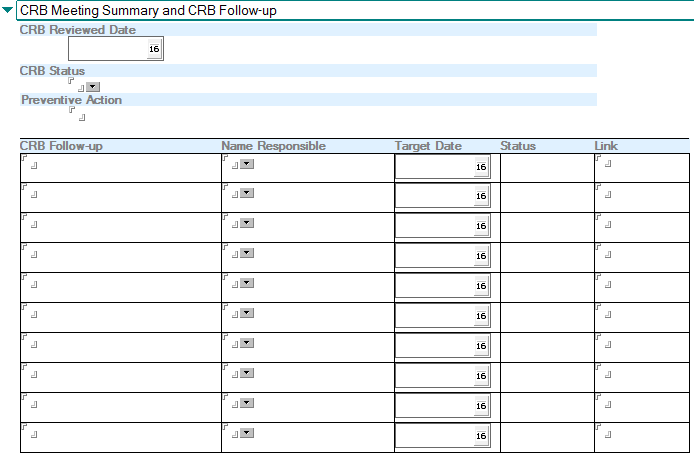 CRB Meeting Summary and CRB Follow-up
CRB Reviewed Date
16
CRB Status
Preventive Action
CRB Follow-up Name Responsible Target Date Status Link
16
16
16
16
16
16
16
16
16
16